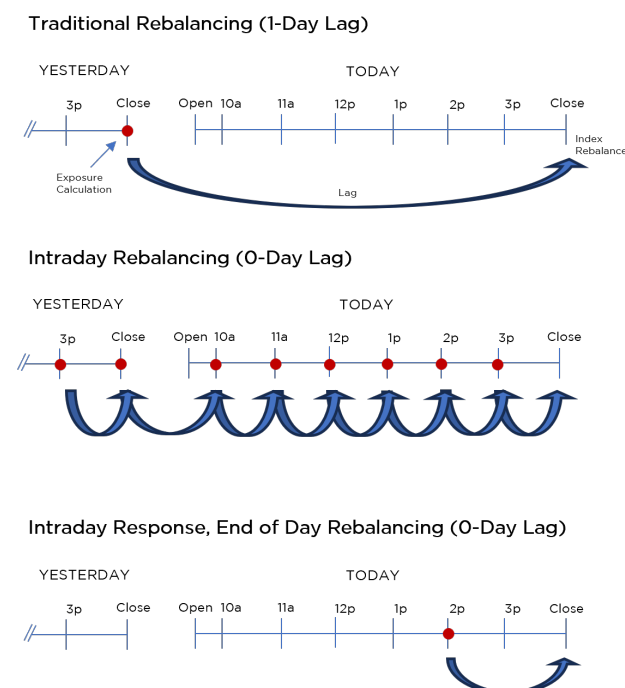 Traditional Rebalancing (1-Day Lag)
YESTERDAY TODAY
3p Close Open 10a 11a 12p 1p 2p 3p Close
Index
Rebalance
Exposure
Calculation
Lag
Intraday Rebalancing (0-Day Lag)
YESTERDAY TODAY
3p Close Open 10a 11a 12p 1p 2p 3p Close
Intraday Response, End of Day Rebalancing (0-Day Lag)
YESTERDAY TODAY
3p Close Open 10a 11a 12p 1p 2p 3p Close